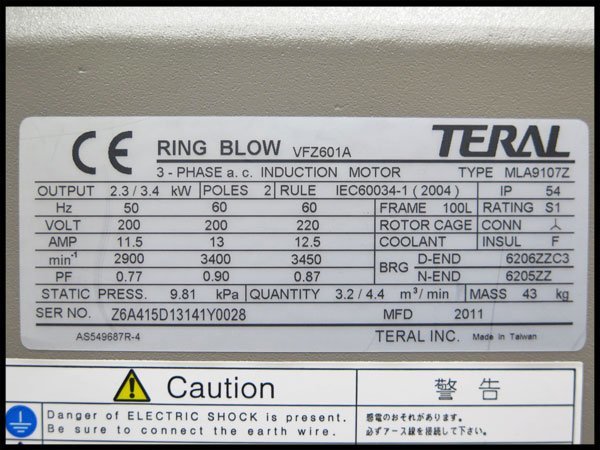 CE RING BLOW VFZ601A TERAL
3 - PHASE a. c. INDUCTION MOTOR TYPE MLA9107Z
OUTPUT 2.3 / 3.4 kW POLES 2 RULE IEC60034-1 ( 2004 ) IP 54
Hz 50 60 60 FRAME 100L RATING S1
VOLT 200 200 220 ROTOR CAGE CONN 人
AMP 11.5 13 12.5 COOLANT INSUL F
min-1 2900 3400 3450 BRG D-END 6206ZZC3
PF 0.77 0.90 0.87 N-END 6205ZZ
STATIC PRESS. 9.81 kPa QUANTITY 3.2 / 4.4 m³/ min MASS 43 kg
SER NO. Z6A415D13141Y0028 MFD 2011
AS549687R-4 TERAL INC. Made in Taiwan
Caution 警告
Danger of ELECTRIC SHOCK is present. 感電のおそれがあります。
Be sure to connect the earth wire. 必ずアース線を接続して下さい。